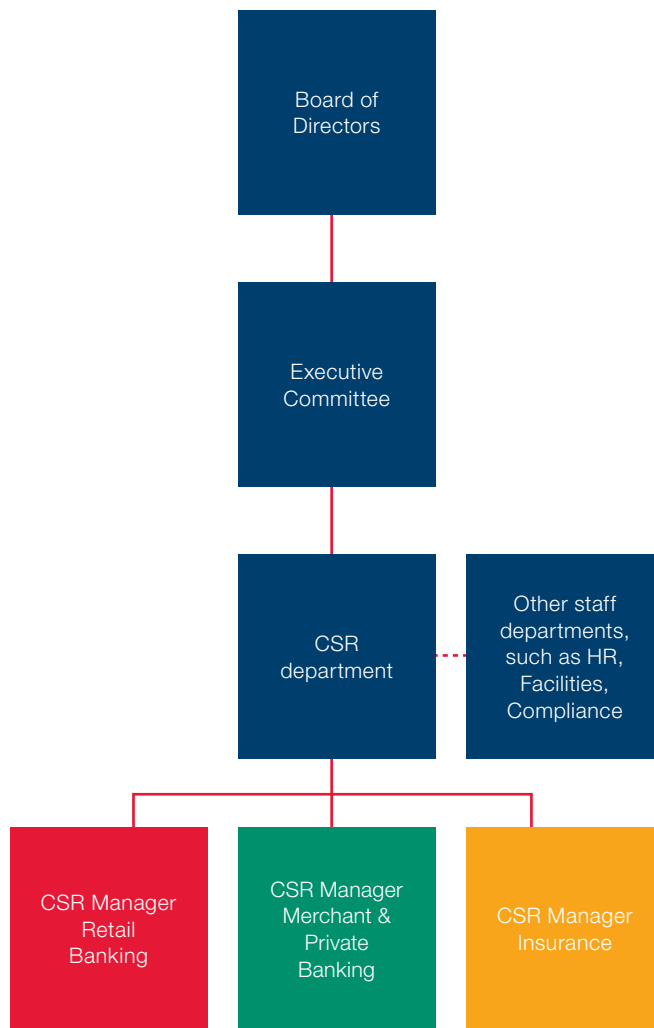 Board of
Directors
Executive
Committee
CSR
department
Other staff
departments,
such as HR,
Facilities,
Compliance
CSR Manager
Retail
Banking
CSR Manager
Merchant &
Private
Banking
CSR Manager
Insurance